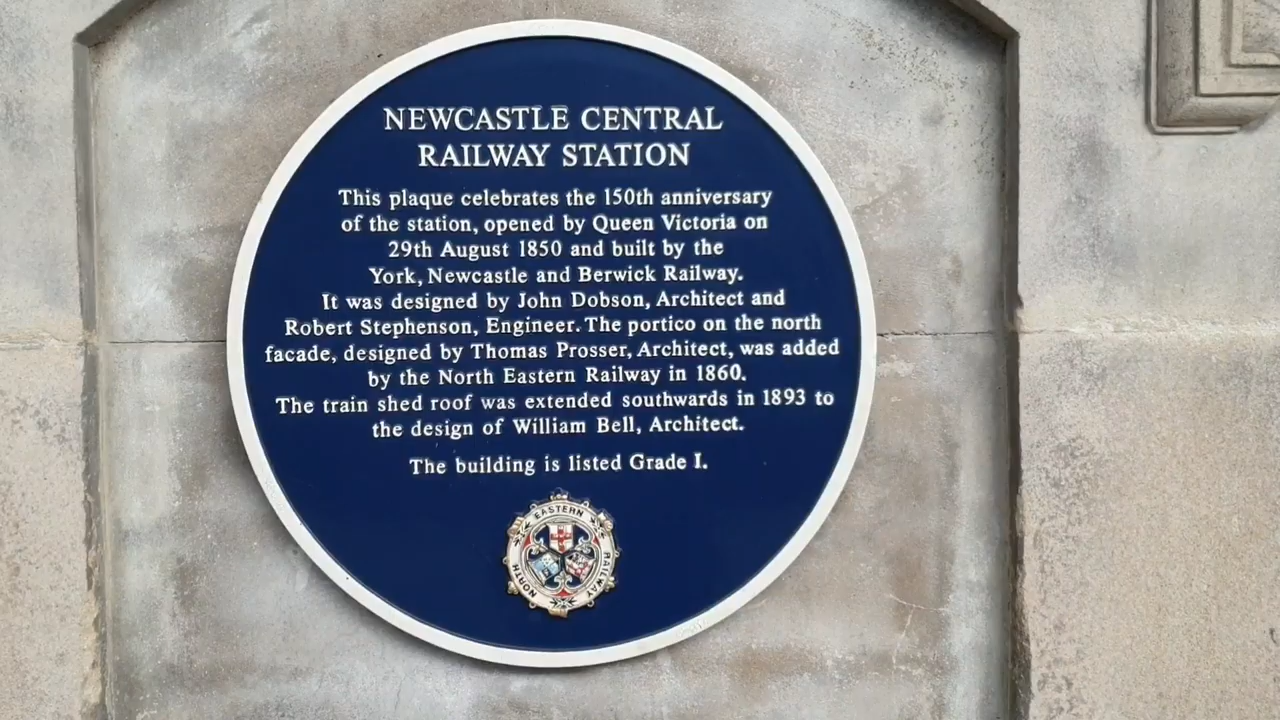 NEWCASTLE CENTRAL
RAILWAY STATION
This plaque celebrates the 150th anniversary
of the station, opened by Queen Victoria on
29th August 1850 and built by the
York, Newcastle and Berwick Railway.
It was designed by John Dobson, Architect and
Robert Stephenson, Engineer. The portico on the north
facade, designed by Thomas Prosser, Architect, was added
by the North Eastern Railway in 1860.
The train shed roof was extended southwards in 1893 to
the design of William Bell, Architect.
The building is listed Grade I.
NORTH EASTERN RAILWAY